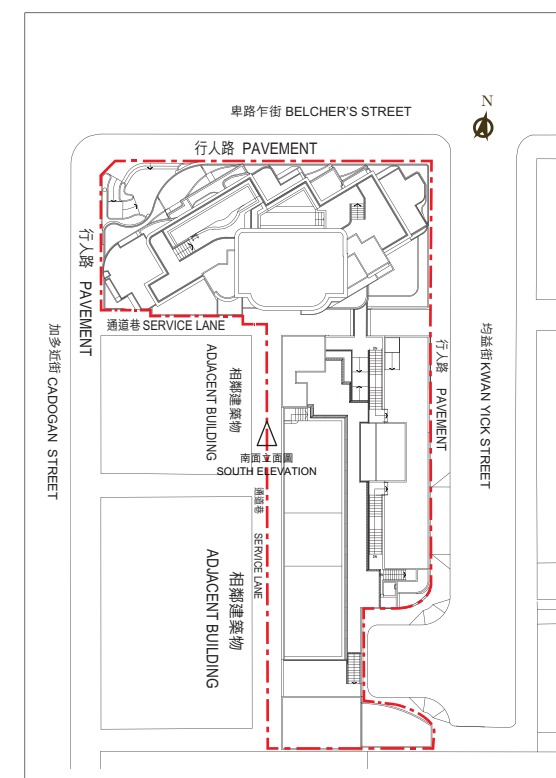 卑路乍街 BELCHER'S STREET
N
行人路 PAVEMENT
行人路 PAVEMENT
通道巷 SERVICE LANE
加多近街 CADOGAN STREET
相鄰建築物
ADJACENT BUILDING
行人路 PAVEMENT
均益街 KWAN YICK STREET
南面立面圖
SOUTH ELEVATION
通道巷 SERVICE LANE
相鄰建築物
ADJACENT BUILDING